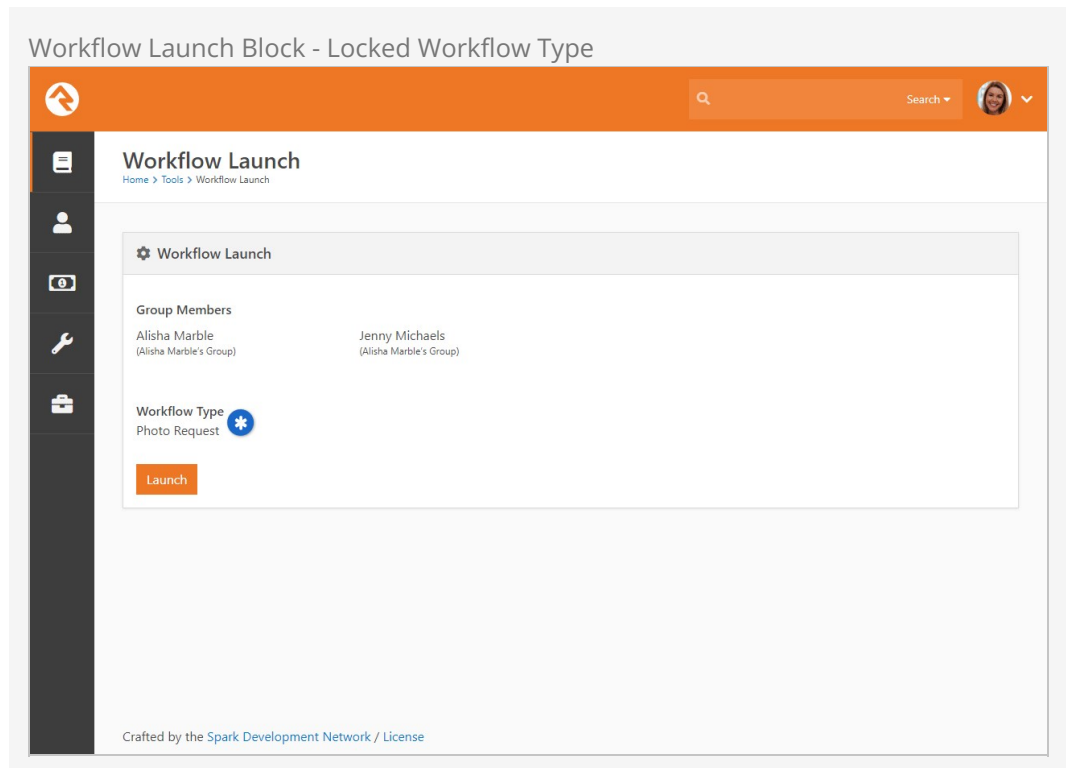 Workflow Launch Block - Locked Workflow Type
Search
Workflow Launch
Home > Tools > Workflow Launch
Workflow Launch
Group Members
Alisha Marble Jenny Michaels
(Alisha Marble's Group) (Alisha Marble's Group)
Workflow Type
Photo Request
Launch
Crafted by the Spark Development Network / License